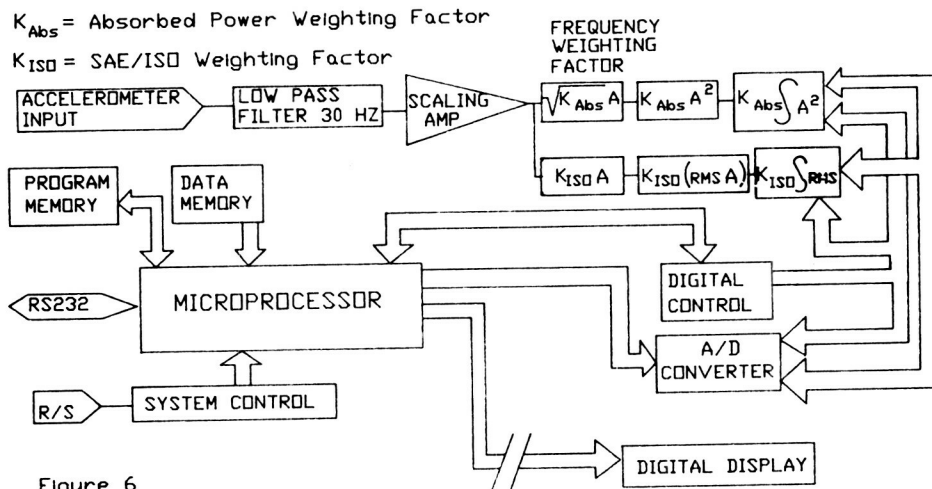 K_Abs = Absorbed Power Weighting Factor
K_ISO = SAE/ISO Weighting Factor
FREQUENCY
WEIGHTING
FACTOR
ACCELEROMETER
INPUT
LOW PASS
FILTER 30 HZ
SCALING
AMP
√K_Abs A
K_Abs A²
K_Abs ∫ A²
K_ISO A
K_ISO (RMS A)
K_ISO ∫ RMS
PROGRAM
MEMORY
DATA
MEMORY
RS232
MICROPROCESSOR
DIGITAL
CONTROL
A/D
CONVERTER
R/S
SYSTEM CONTROL
DIGITAL DISPLAY
Figure 6